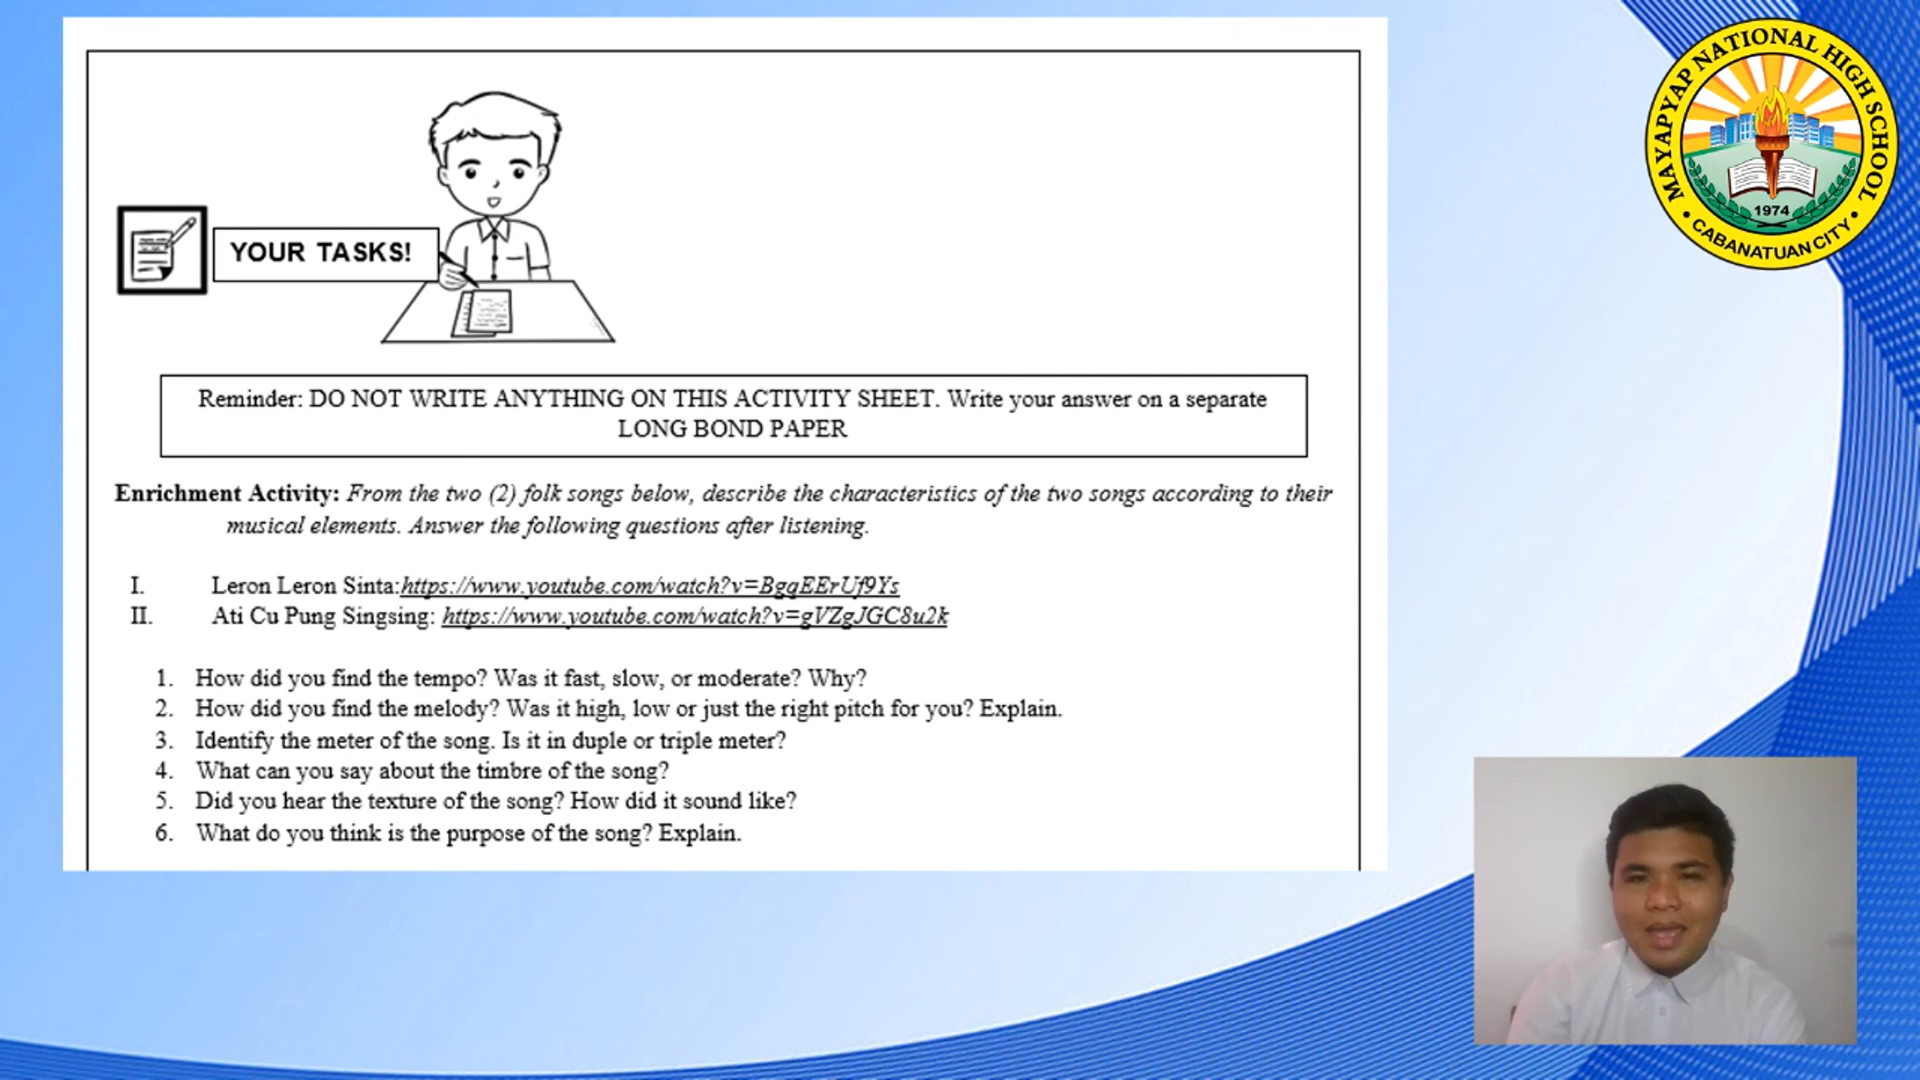 YOUR TASKS!
Reminder: DO NOT WRITE ANYTHING ON THIS ACTIVITY SHEET. Write your answer on a separate
LONG BOND PAPER
Enrichment Activity: From the two (2) folk songs below, describe the characteristics of the two songs according to their
musical elements. Answer the following questions after listening.
I. Leron Leron Sinta:https://www.youtube.com/watch?v=BgqEErUf9Ys
II. Ati Cu Pung Singsing: https://www.youtube.com/watch?v=gVZgJGC8u2k
1. How did you find the tempo? Was it fast, slow, or moderate? Why?
2. How did you find the melody? Was it high, low or just the right pitch for you? Explain.
3. Identify the meter of the song. Is it in duple or triple meter?
4. What can you say about the timbre of the song?
5. Did you hear the texture of the song? How did it sound like?
6. What do you think is the purpose of the song? Explain.
MAYAPYAP NATIONAL HIGH SCHOOL
1974
• CABANATUAN CITY •